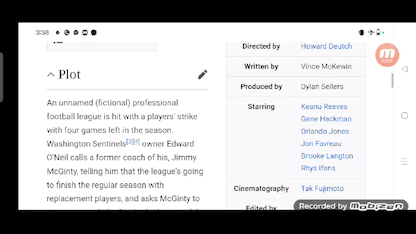 3:38
Plot
An unnamed (fictional) professional
football league is hit with a players' strike
with four games left in the season.
Washington Sentinels[3][4] owner Edward
O'Neil calls a former coach of his, Jimmy
McGinty, telling him that the league's going
to finish the regular season with
replacement players, and asks McGinty to
Directed by Howard Deutch
Written by Vince McKewin
Produced by Dylan Sellers
Starring Keanu Reeves
Gene Hackman
Orlando Jones
Jon Favreau
Brooke Langton
Rhys Ifans
Cinematography Tak Fujimoto
Edited by
Recorded by Mobizen